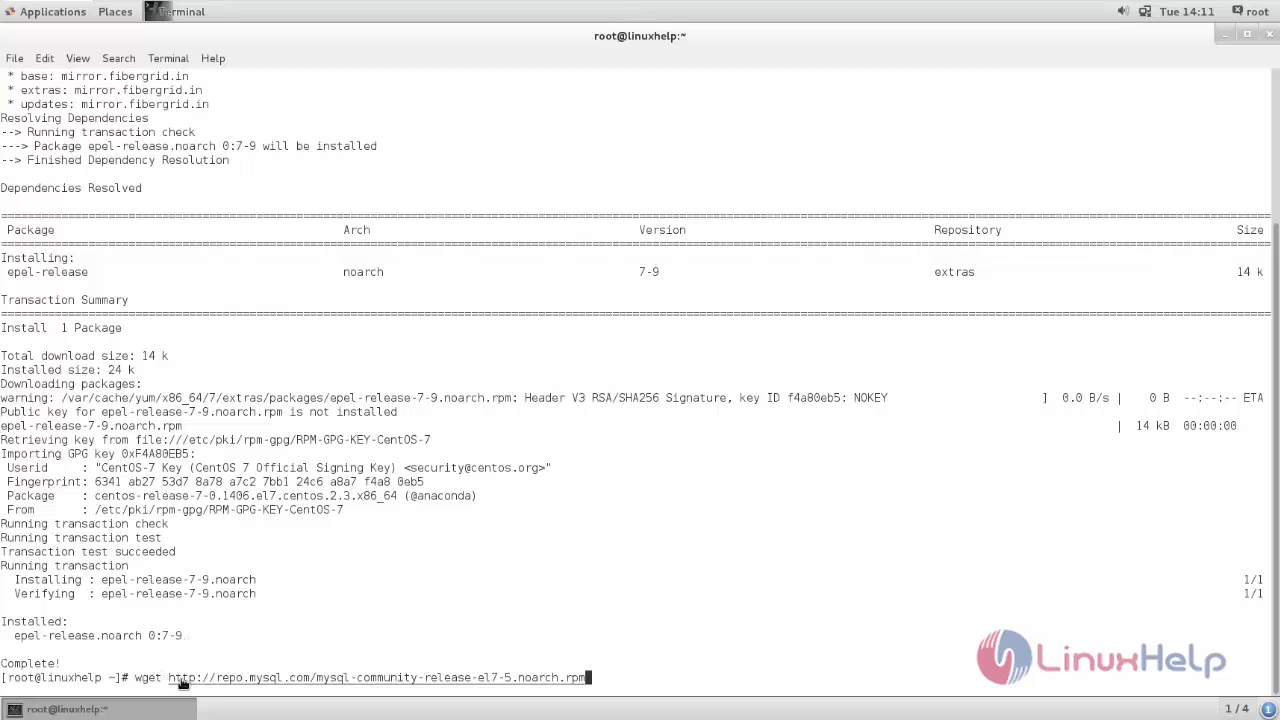 Applications Places Terminal Tue 14:11 root
root@linuxhelp:~
File Edit View Search Terminal Help
* base: mirror.fibergrid.in
* extras: mirror.fibergrid.in
* updates: mirror.fibergrid.in
Resolving Dependencies
--> Running transaction check
---> Package epel-release.noarch 0:7-9 will be installed
--> Finished Dependency Resolution
Dependencies Resolved
Package Arch Version Repository Size
Installing:
epel-release noarch 7-9 extras 14 k
Transaction Summary
Install 1 Package
Total download size: 14 k
Installed size: 24 k
Downloading packages:
warning: /var/cache/yum/x86_64/7/extras/packages/epel-release-7-9.noarch.rpm: Header V3 RSA/SHA256 Signature, key ID f4a80eb5: NOKEY ] 0.0 B/s | 0 B --:--:-- ETA
Public key for epel-release-7-9.noarch.rpm is not installed
epel-release-7-9.noarch.rpm | 14 kB 00:00:00
Retrieving key from file:///etc/pki/rpm-gpg/RPM-GPG-KEY-CentOS-7
Importing GPG key 0xF4A80EB5:
Userid : "CentOS-7 Key (CentOS 7 Official Signing Key) <security@centos.org>"
Fingerprint: 6341 ab27 53d7 8a78 a7c2 7bb1 24c6 a8a7 f4a8 0eb5
Package : centos-release-7-0.1406.el7.centos.2.3.x86_64 (@anaconda)
From : /etc/pki/rpm-gpg/RPM-GPG-KEY-CentOS-7
Running transaction check
Running transaction test
Transaction test succeeded
Running transaction
Installing : epel-release-7-9.noarch 1/1
Verifying : epel-release-7-9.noarch 1/1
Installed:
epel-release.noarch 0:7-9
Complete!
[root@linuxhelp ~]# wget http://repo.mysql.com/mysql-community-release-el7-5.noarch.rpm
LinuxHelp
root@linuxhelp:~ 1 / 4 1